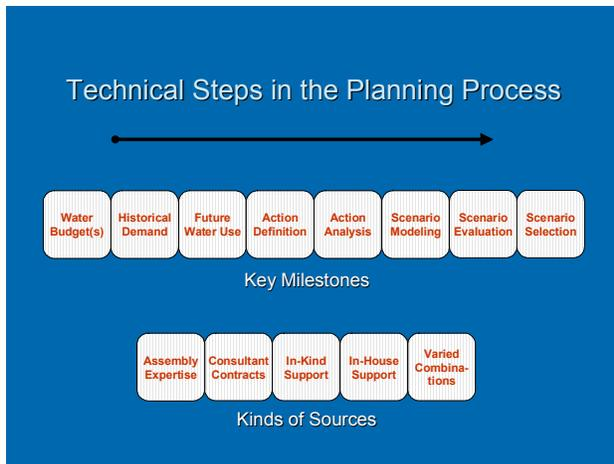 Technical Steps in the Planning Process
Water
Budget(s)
Historical
Demand
Future
Water Use
Action
Definition
Action
Analysis
Scenario
Modeling
Scenario
Evaluation
Scenario
Selection
Key Milestones
Assembly
Expertise
Consultant
Contracts
In-Kind
Support
In-House
Support
Varied
Combina-
tions
Kinds of Sources